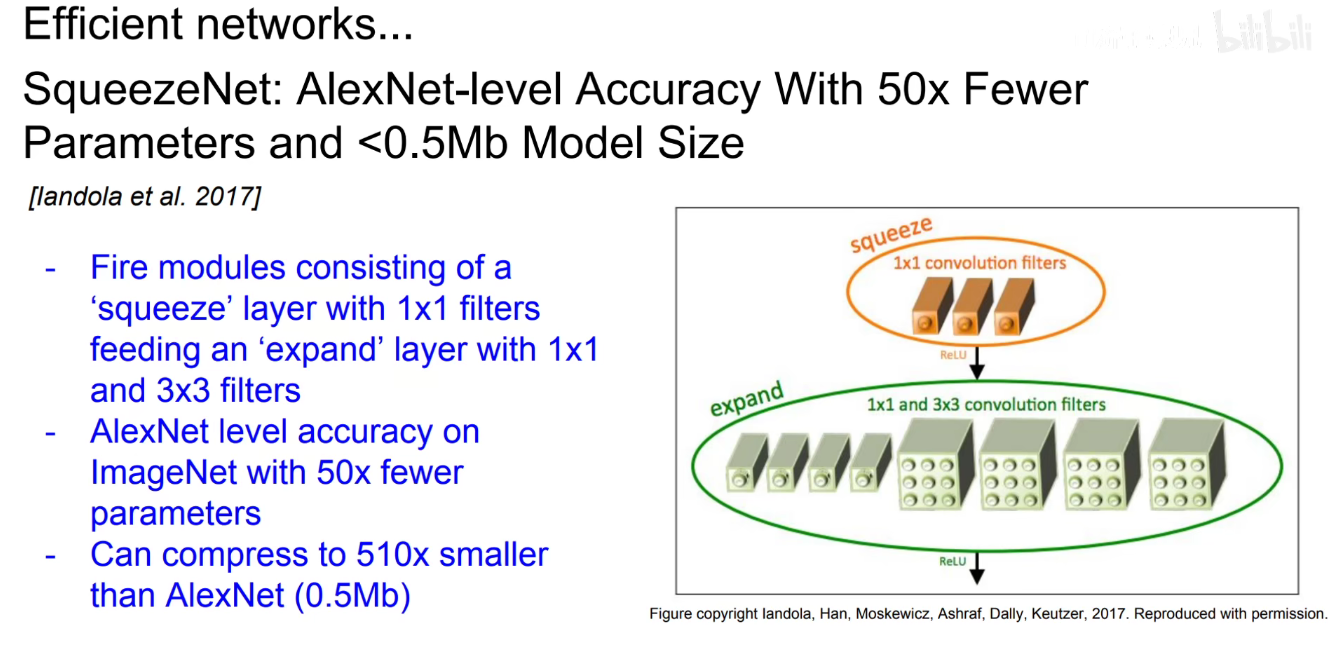 Efficient networks...
bilibili
SqueezeNet: AlexNet-level Accuracy With 50x Fewer
Parameters and <0.5Mb Model Size
[Iandola et al. 2017]
- Fire modules consisting of a
‘squeeze’ layer with 1x1 filters
feeding an ‘expand’ layer with 1x1
and 3x3 filters
- AlexNet level accuracy on
ImageNet with 50x fewer
parameters
- Can compress to 510x smaller
than AlexNet (0.5Mb)
squeeze
1x1 convolution filters
ReLU
expand
1x1 and 3x3 convolution filters
ReLU
Figure copyright Iandola, Han, Moskewicz, Ashraf, Dally, Keutzer, 2017. Reproduced with permission.